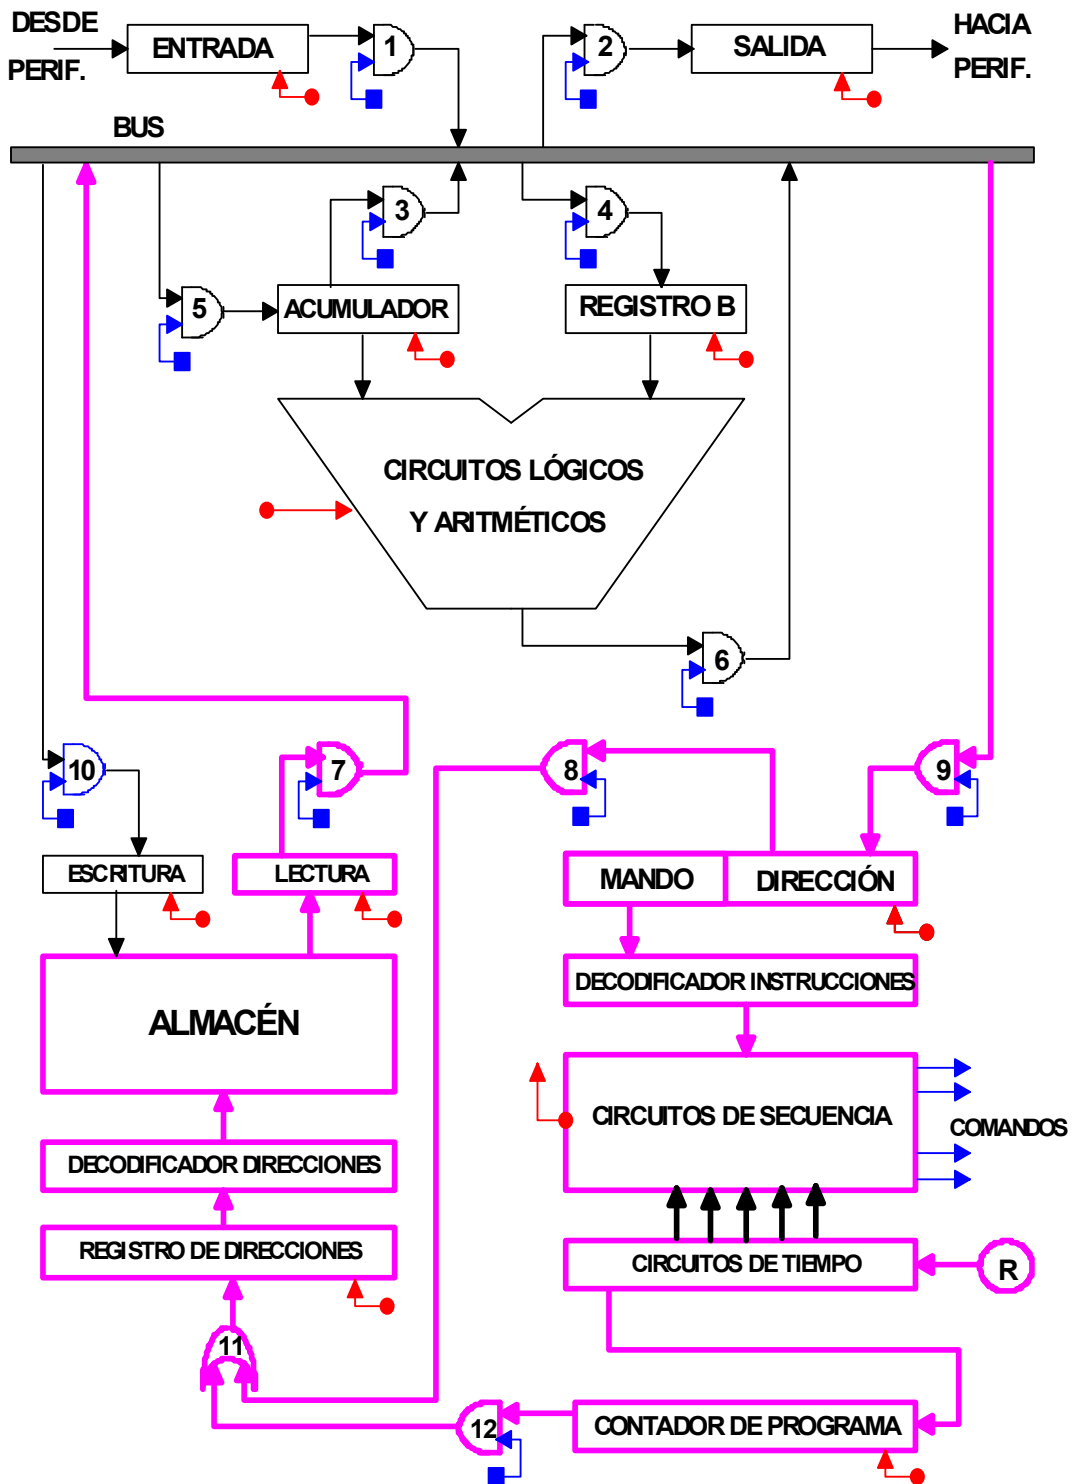 DESDE
PERIF.
ENTRADA
1
2
SALIDA
HACIA
PERIF.
BUS
3
4
5
ACUMULADOR
REGISTRO B
CIRCUITOS LÓGICOS
Y ARITMÉTICOS
6
10
7
8
9
ESCRITURA
LECTURA
MANDO
DIRECCIÓN
DECODIFICADOR INSTRUCCIONES
ALMACÉN
CIRCUITOS DE SECUENCIA
COMANDOS
DECODIFICADOR DIRECCIONES
REGISTRO DE DIRECCIONES
CIRCUITOS DE TIEMPO
R
11
12
CONTADOR DE PROGRAMA